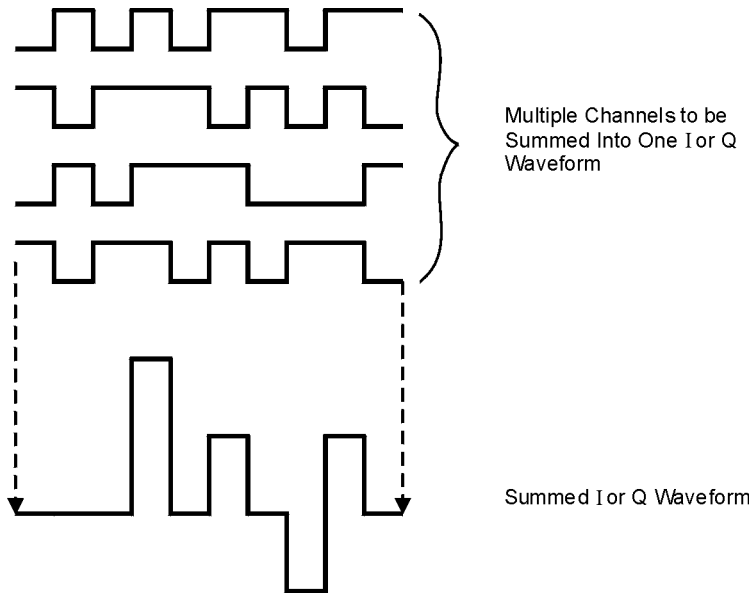 Multiple Channels to be
Summed Into One I or Q
Waveform
Summed I or Q Waveform